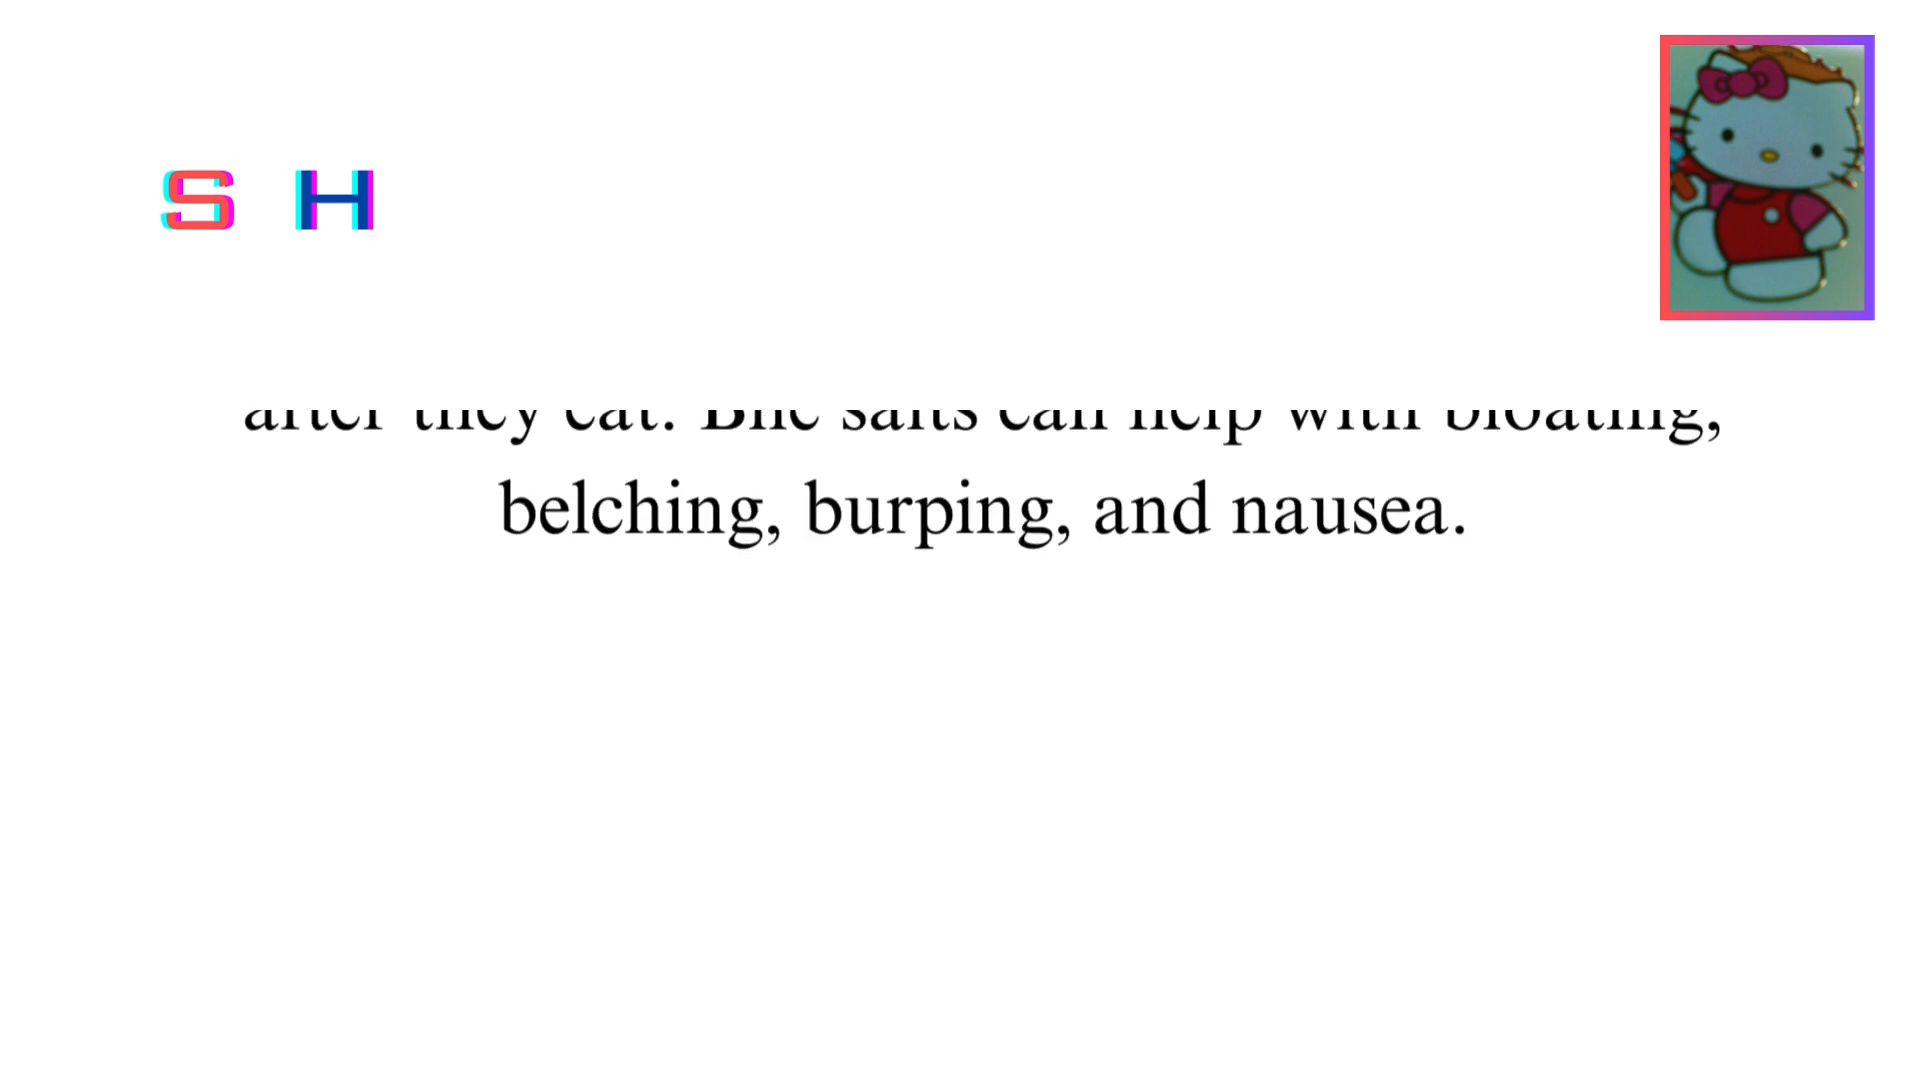 S H
after they eat. Bile salts can help with bloating,
belching, burping, and nausea.